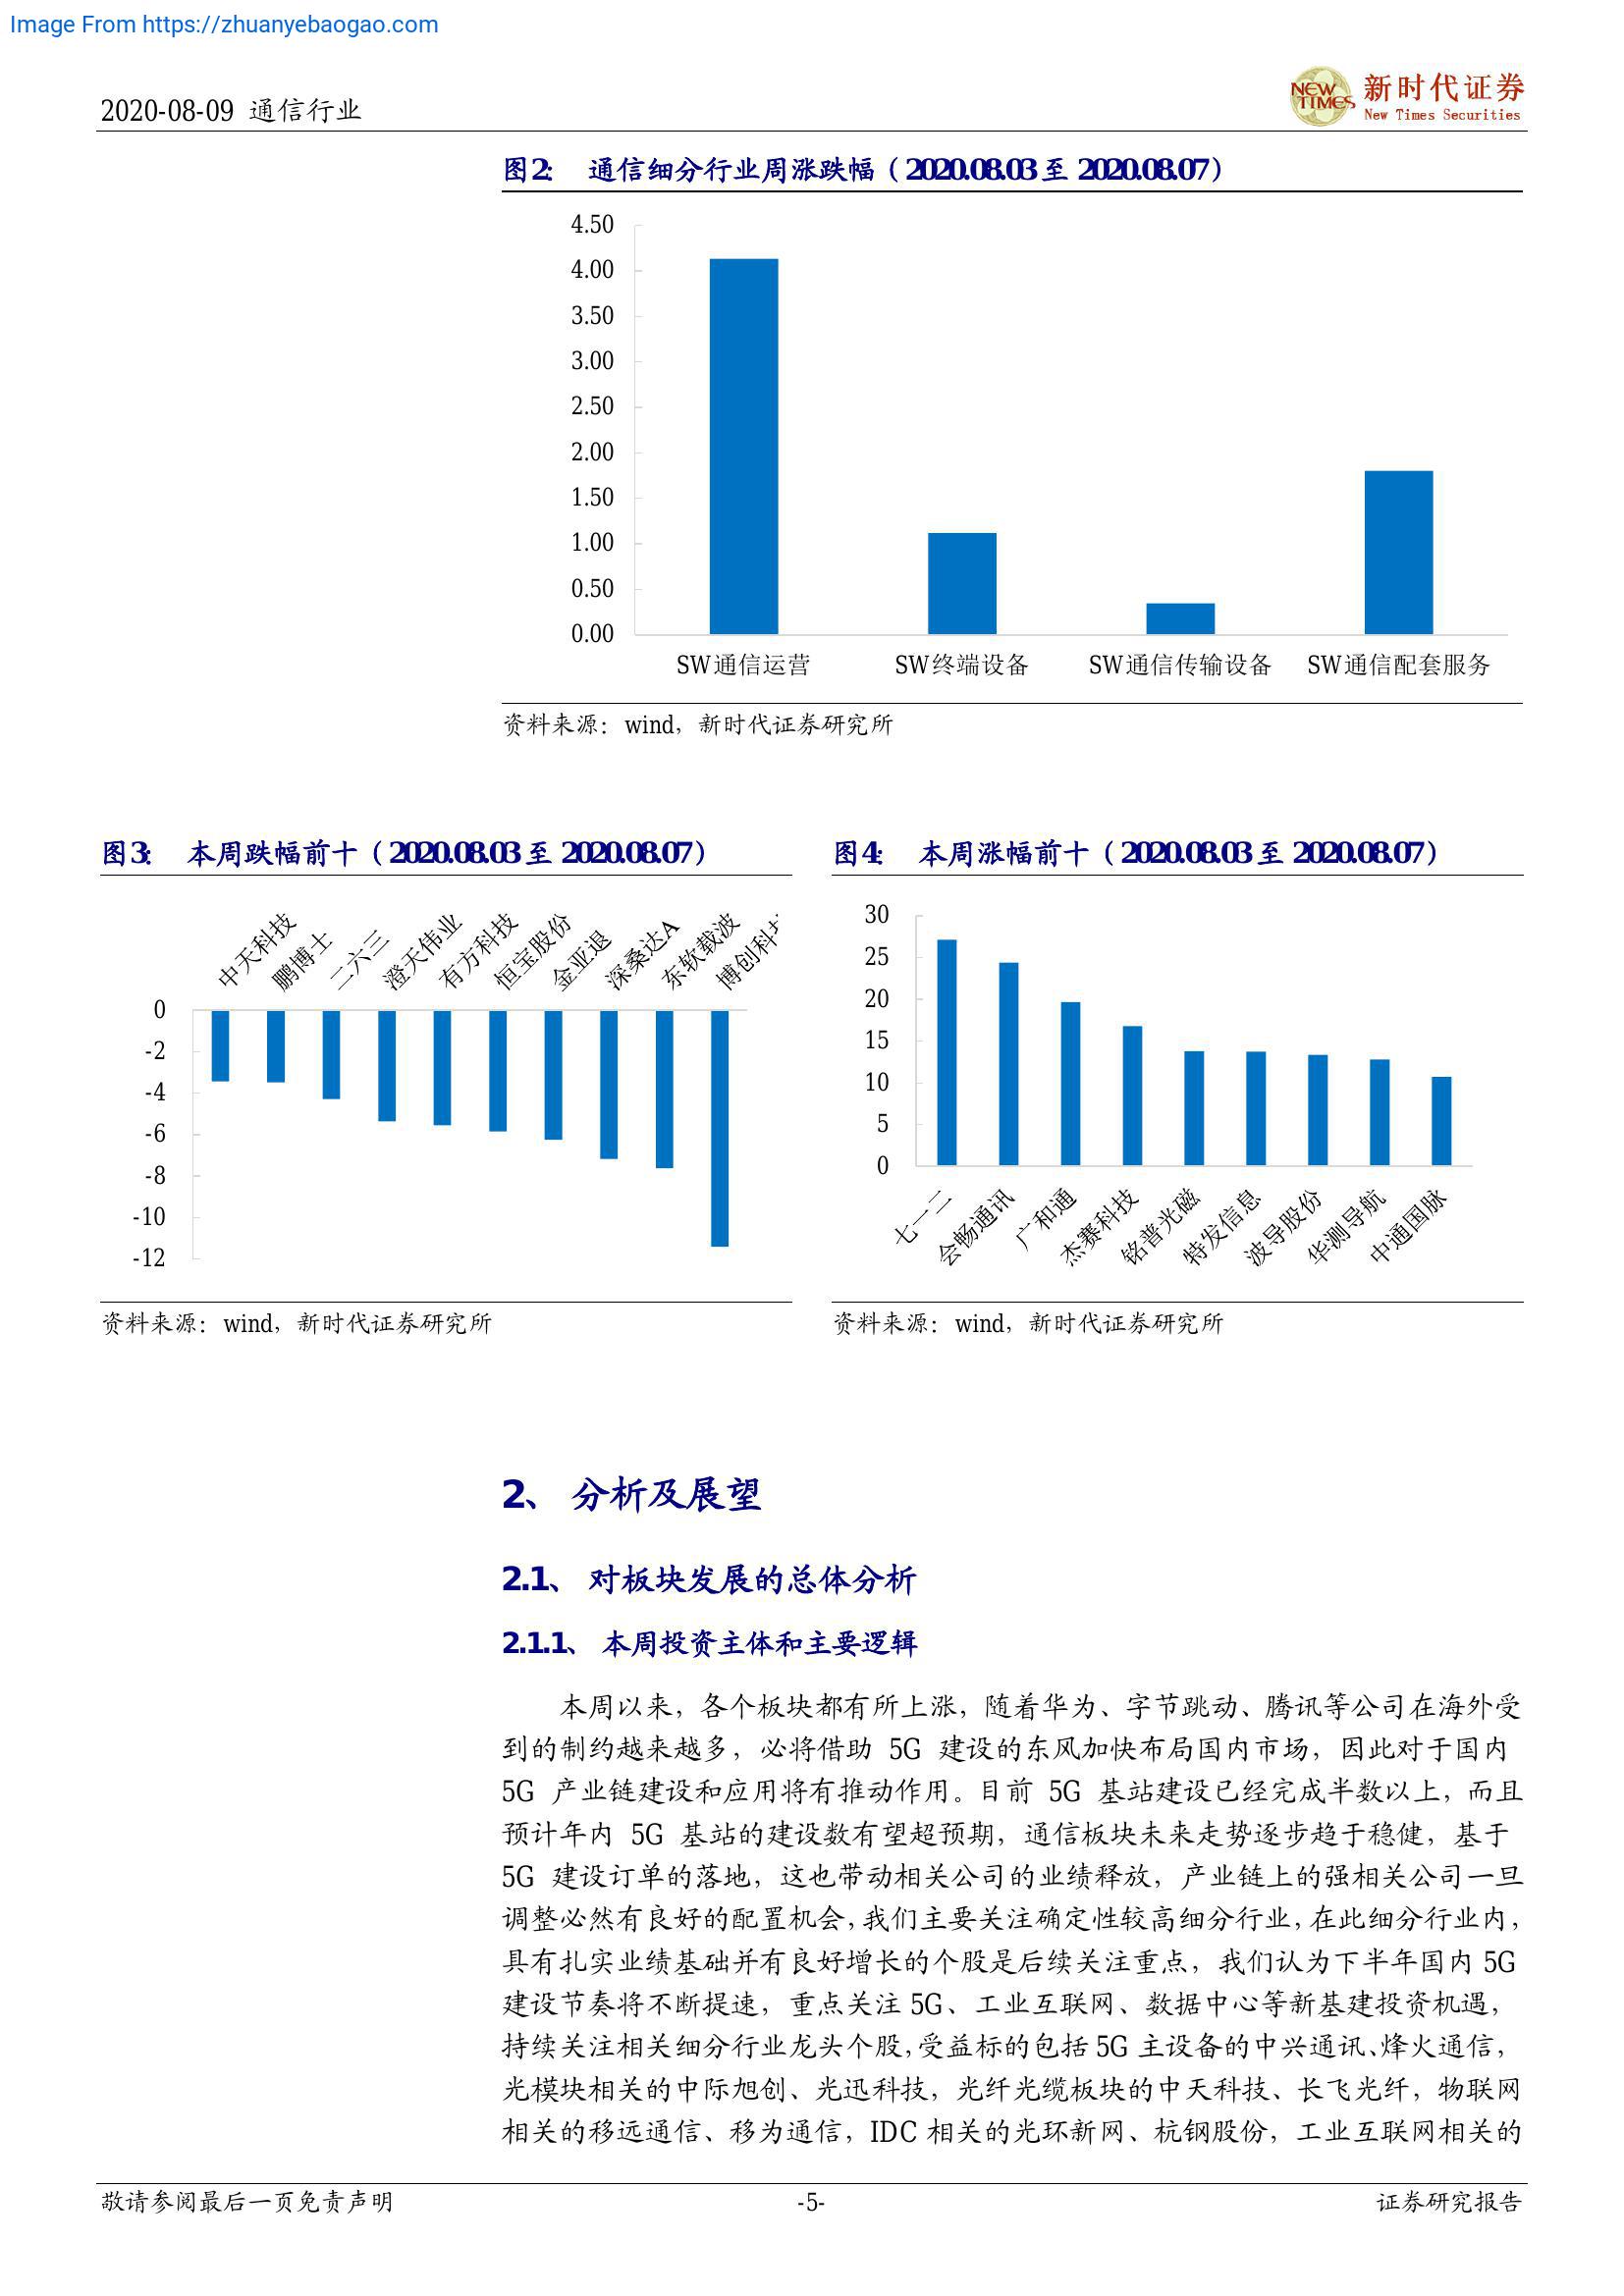 Image From https://zhuanyebaogao.com
2020-08-09 通信行业
NEW TIMES 新时代证券
New Times Securities
图2: 通信细分行业周涨跌幅（2020.08.03 至 2020.08.07）
4.50
4.00
3.50
3.00
2.50
2.00
1.50
1.00
0.50
0.00
SW通信运营 SW终端设备 SW通信传输设备 SW通信配套服务
资料来源：wind，新时代证券研究所
图3: 本周跌幅前十（2020.08.03 至 2020.08.07）
中天科技 鹏博士 二六三 澄天伟业 有方科技 恒宝股份 金亚退 深桑达A 东软载波 博创科
0
-2
-4
-6
-8
-10
-12
资料来源：wind，新时代证券研究所
图4: 本周涨幅前十（2020.08.03 至 2020.08.07）
30
25
20
15
10
5
0
七一二 会畅通讯 广和通 杰赛科技 铭普光磁 特发信息 波导股份 华测导航 中通国脉
资料来源：wind，新时代证券研究所
2、 分析及展望
2.1、 对板块发展的总体分析
2.1.1、 本周投资主体和主要逻辑
本周以来，各个板块都有所上涨，随着华为、字节跳动、腾讯等公司在海外受
到的制约越来越多，必将借助 5G 建设的东风加快布局国内市场，因此对于国内
5G 产业链建设和应用将有推动作用。目前 5G 基站建设已经完成半数以上，而且
预计年内 5G 基站的建设数有望超预期，通信板块未来走势逐步趋于稳健，基于
5G 建设订单的落地，这也带动相关公司的业绩释放，产业链上的强相关公司一旦
调整必然有良好的配置机会，我们主要关注确定性较高细分行业，在此细分行业内，
具有扎实业绩基础并有良好增长的个股是后续关注重点，我们认为下半年国内 5G
建设节奏将不断提速，重点关注 5G、工业互联网、数据中心等新基建投资机遇，
持续关注相关细分行业龙头个股，受益标的包括 5G 主设备的中兴通讯、烽火通信，
光模块相关的中际旭创、光迅科技，光纤光缆板块的中天科技、长飞光纤，物联网
相关的移远通信、移为通信，IDC 相关的光环新网、杭钢股份，工业互联网相关的
敬请参阅最后一页免责声明 -5- 证券研究报告